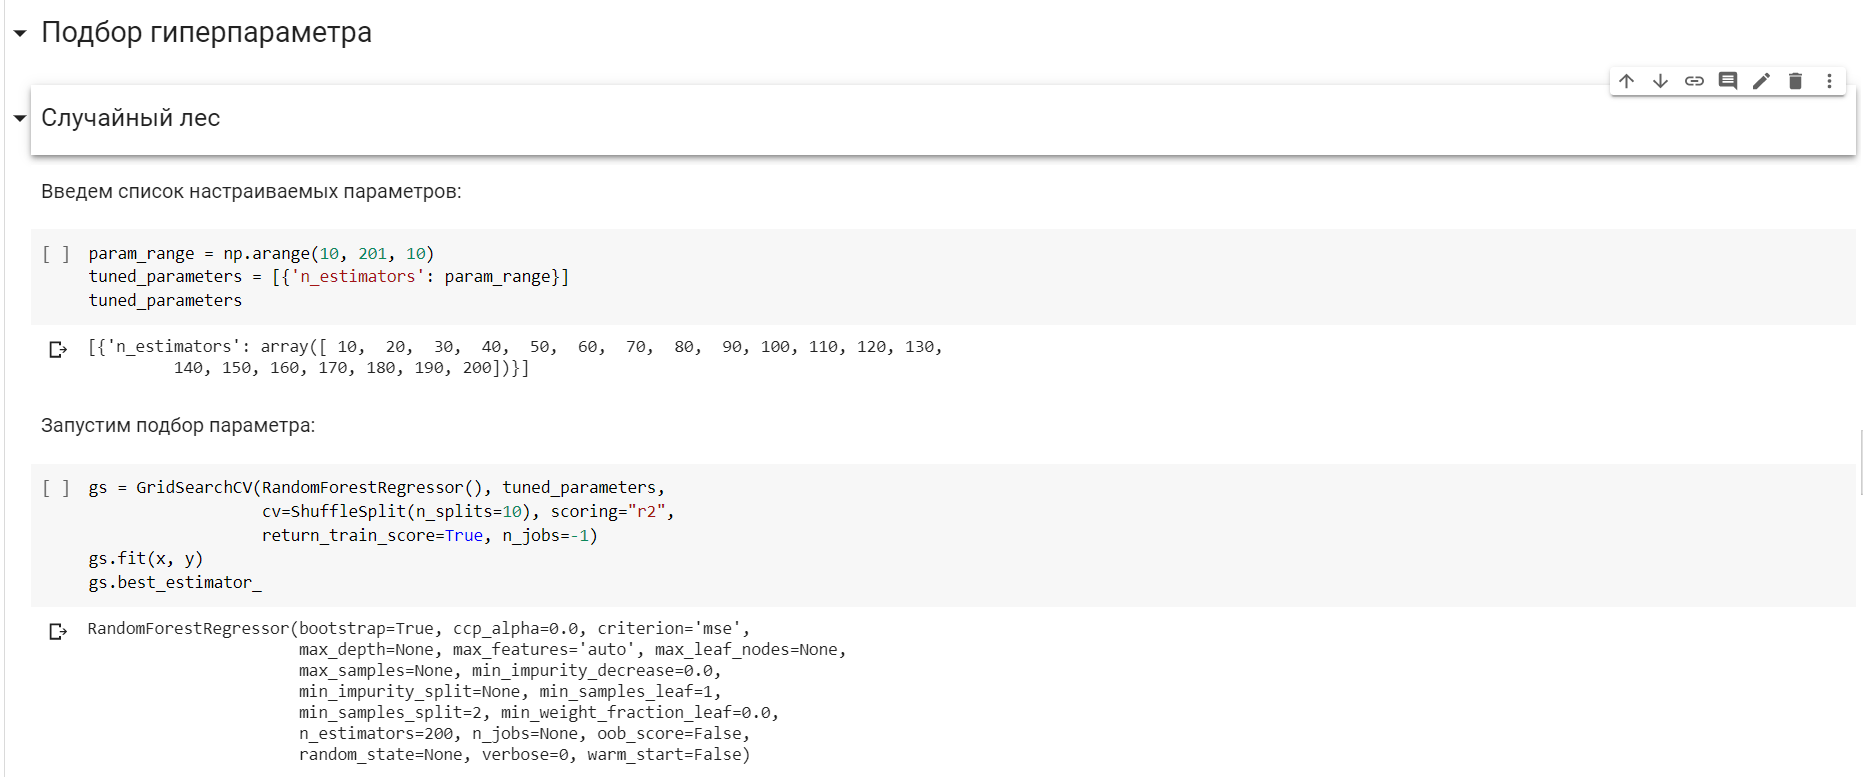 Подбор гиперпараметра
Случайный лес
Введем список настраиваемых параметров:
[ ] param_range = np.arange(10, 201, 10)
tuned_parameters = [{'n_estimators': param_range}]
tuned_parameters
[{'n_estimators': array([ 10,  20,  30,  40,  50,  60,  70,  80,  90, 100, 110, 120, 130,
140, 150, 160, 170, 180, 190, 200])}]
Запустим подбор параметра:
[ ] gs = GridSearchCV(RandomForestRegressor(), tuned_parameters,
cv=ShuffleSplit(n_splits=10), scoring="r2",
return_train_score=True, n_jobs=-1)
gs.fit(x, y)
gs.best_estimator_
RandomForestRegressor(bootstrap=True, ccp_alpha=0.0, criterion='mse',
max_depth=None, max_features='auto', max_leaf_nodes=None,
max_samples=None, min_impurity_decrease=0.0,
min_impurity_split=None, min_samples_leaf=1,
min_samples_split=2, min_weight_fraction_leaf=0.0,
n_estimators=200, n_jobs=None, oob_score=False,
random_state=None, verbose=0, warm_start=False)